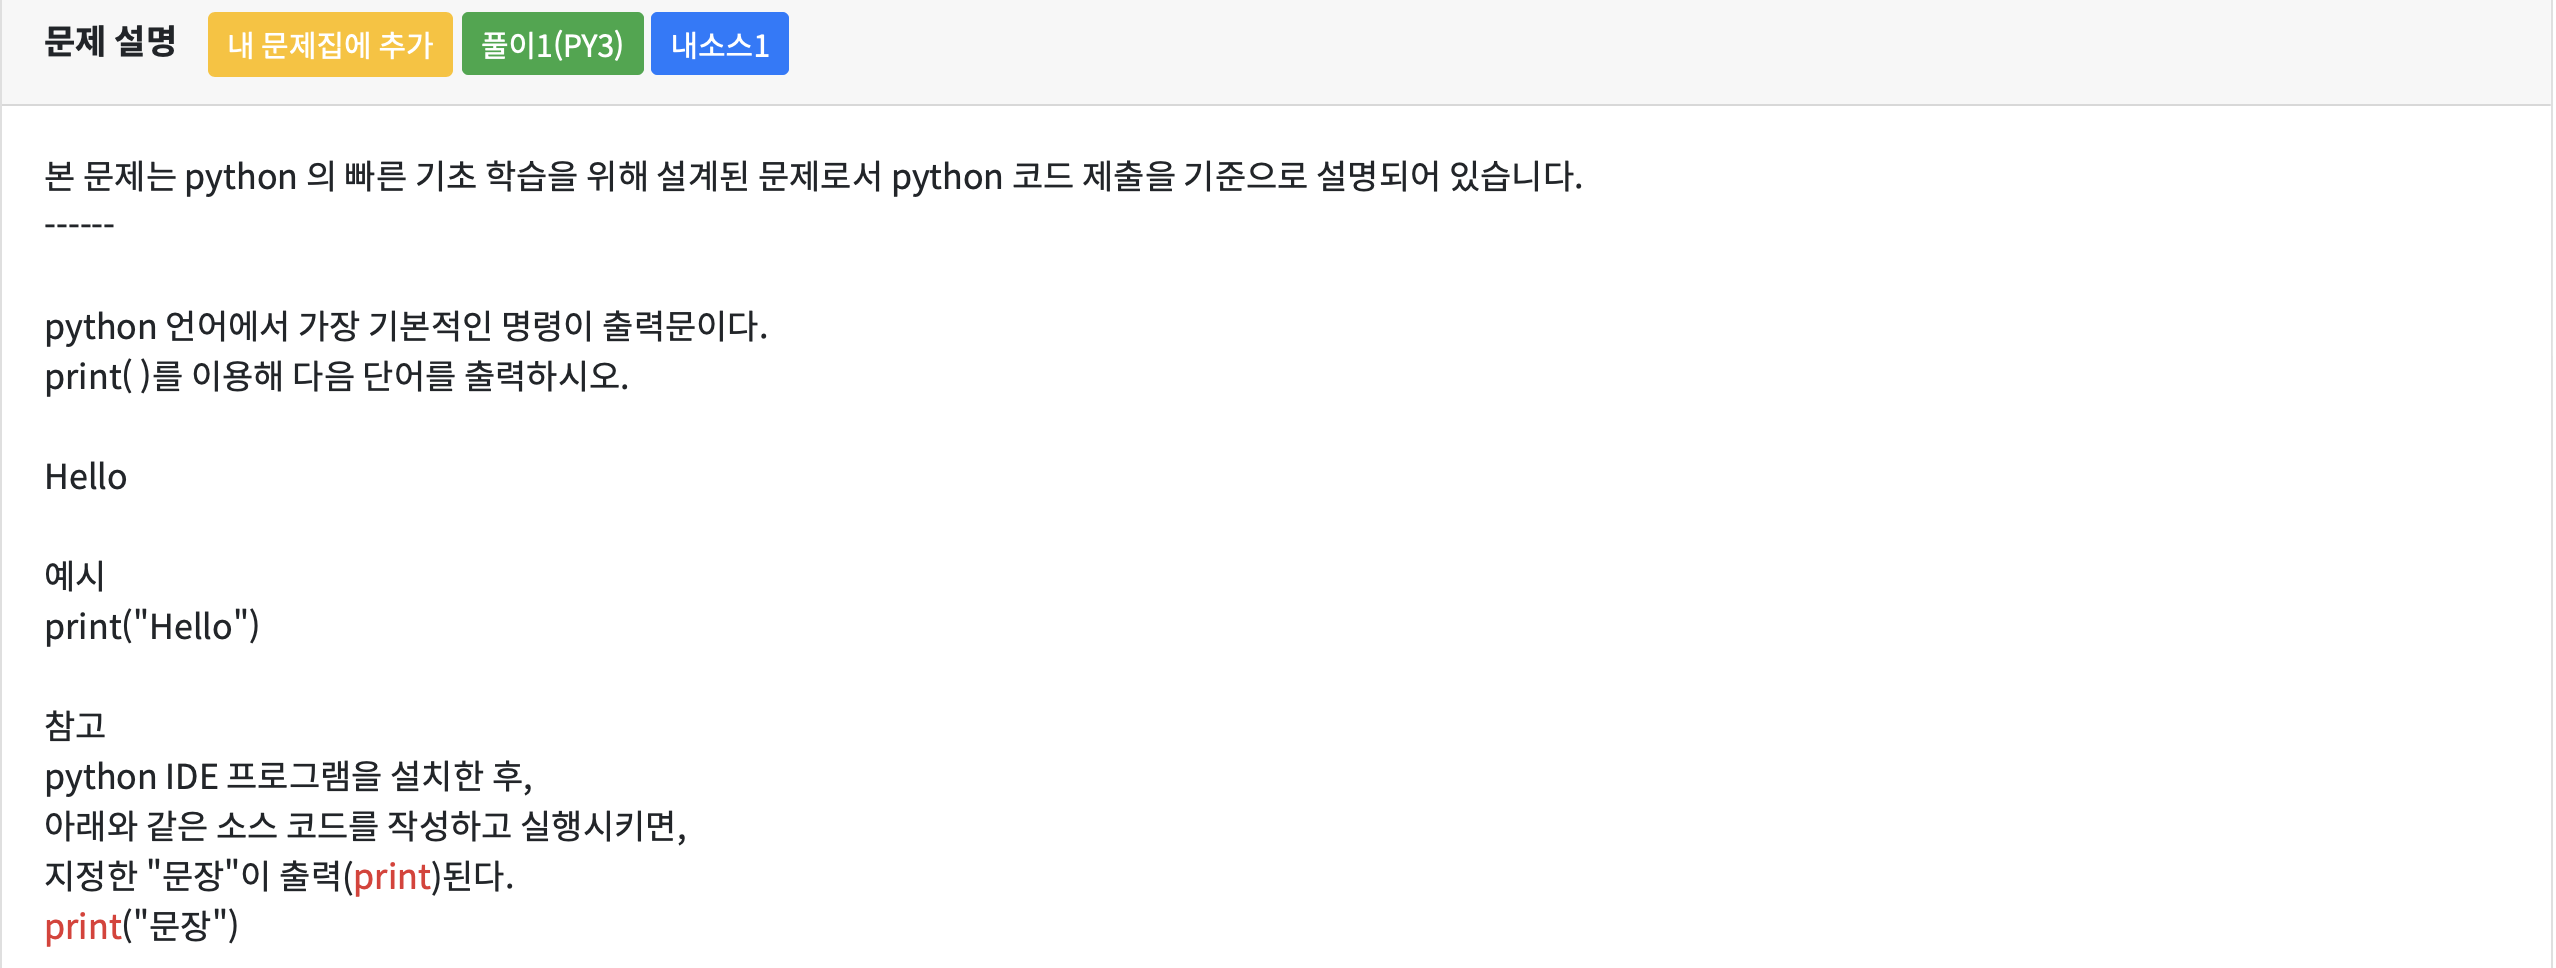 문제 설명 내 문제집에 추가 풀이1(PY3) 내소스1
본 문제는 python 의 빠른 기초 학습을 위해 설계된 문제로서 python 코드 제출을 기준으로 설명되어 있습니다.
------
python 언어에서 가장 기본적인 명령이 출력문이다.
print( )를 이용해 다음 단어를 출력하시오.
Hello
예시
print("Hello")
참고
python IDE 프로그램을 설치한 후,
아래와 같은 소스 코드를 작성하고 실행시키면,
지정한 "문장"이 출력(print)된다.
print("문장")